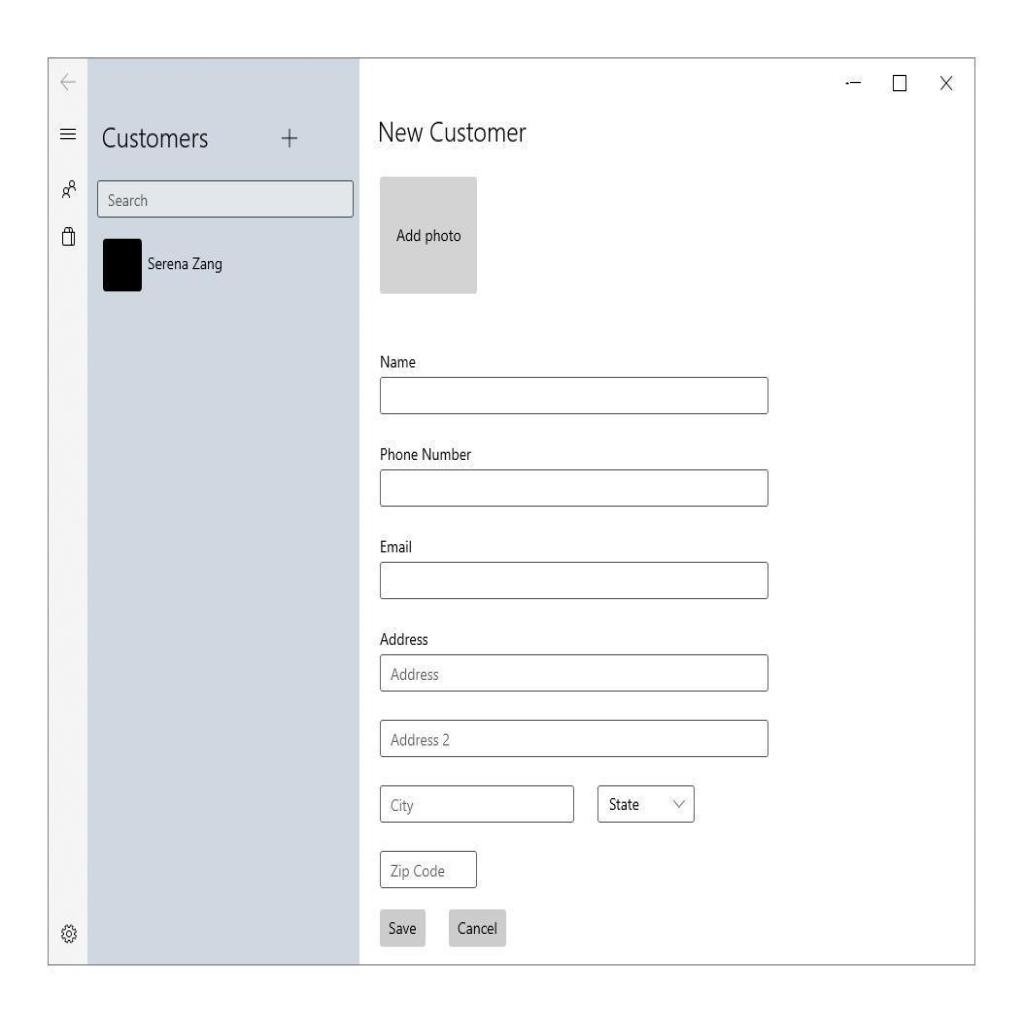 Customers
Search
Serena Zang
New Customer
Add photo
Name
Phone Number
Email
Address
Address
Address 2
City
State
Zip Code
Save
Cancel